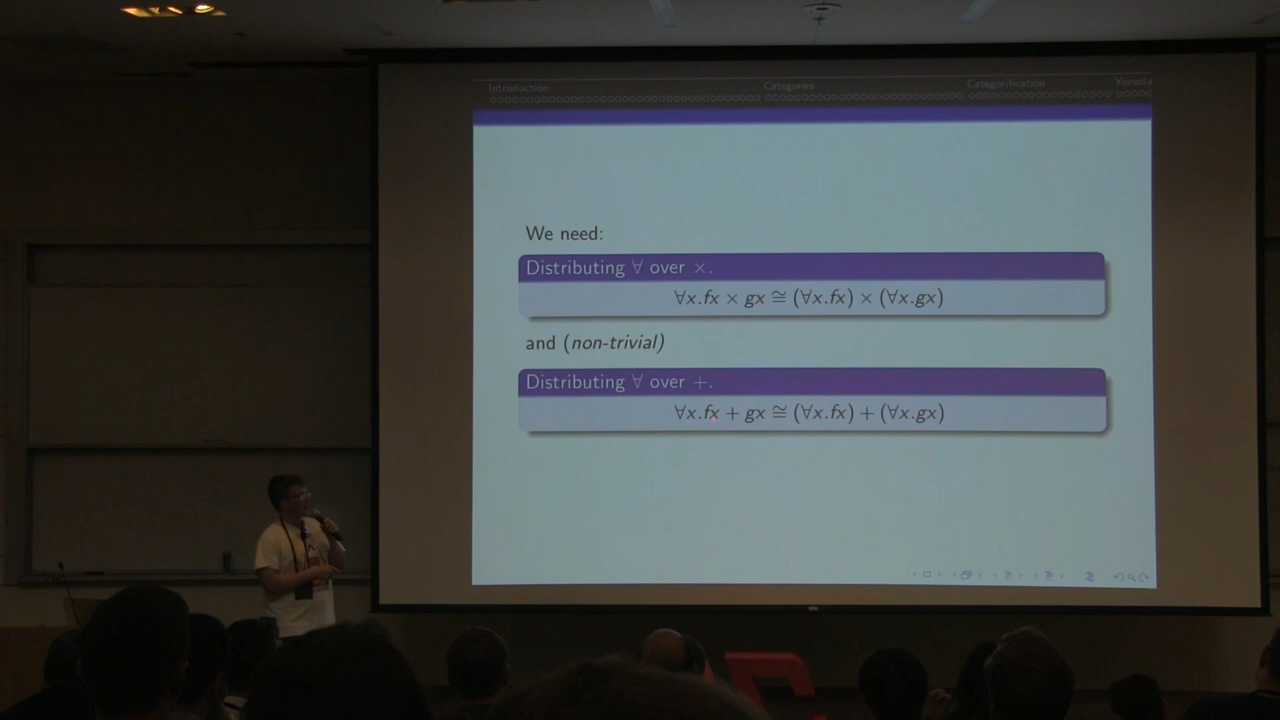 Introduction Categories Categorification Yoneda
We need:
Distributing ∀ over ×.
∀x.fx × gx ≅ (∀x.fx) × (∀x.gx)
and (non-trivial)
Distributing ∀ over +.
∀x.fx + gx ≅ (∀x.fx) + (∀x.gx)